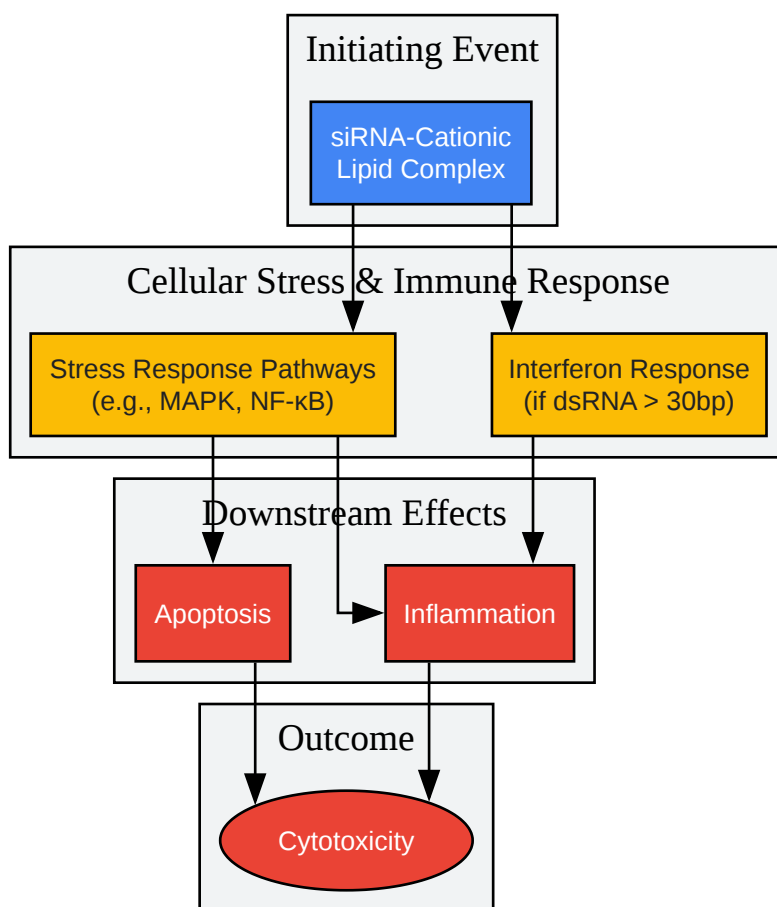 Initiating Event
siRNA-Cationic
Lipid Complex
Cellular Stress & Immune Response
Stress Response Pathways
(e.g., MAPK, NF-κB)
Interferon Response
(if dsRNA > 30bp)
Downstream Effects
Apoptosis
Inflammation
Outcome
Cytotoxicity